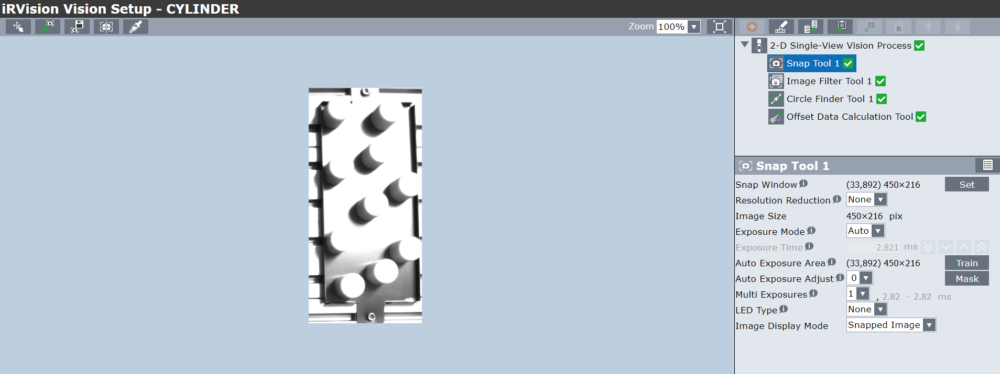 iRVision Vision Setup - CYLINDER
Zoom 100%
name
2-D Single-View Vision Process
Snap Tool 1
Image Filter Tool 1
Circle Finder Tool 1
Offset Data Calculation Tool
Snap Tool 1
Snap Window (33,892) 450×216 Set
Resolution Reduction None
Image Size 450×216 pix
Exposure Mode Auto
Exposure Time 2.821 ms
Auto Exposure Area (33,892) 450×216 Train
Auto Exposure Adjust 0 Mask
Multi Exposures 1 , 2.82 - 2.82 ms
LED Type None
Image Display Mode Snapped Image